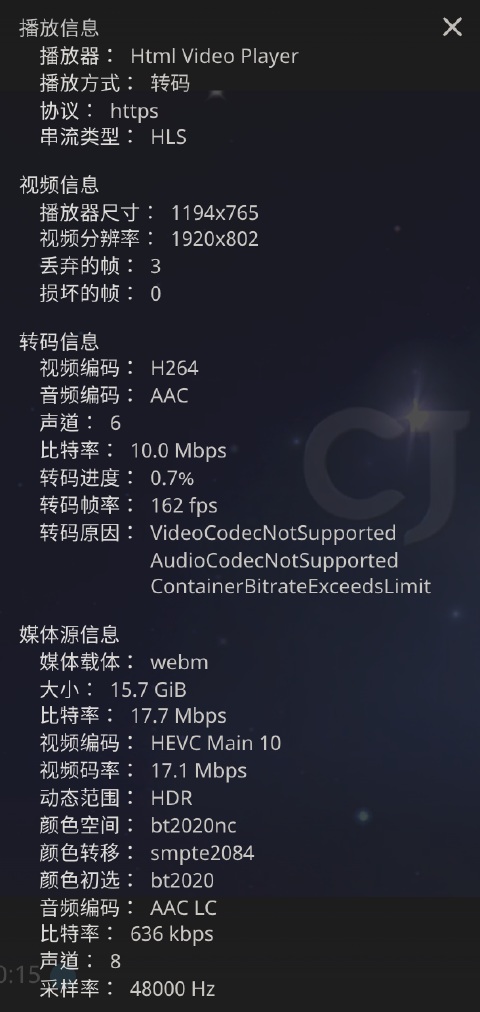 播放信息
播放器： Html Video Player
播放方式： 转码
协议： https
串流类型： HLS
视频信息
播放器尺寸： 1194x765
视频分辨率： 1920x802
丢弃的帧： 3
损坏的帧： 0
转码信息
视频编码： H264
音频编码： AAC
声道： 6
比特率： 10.0 Mbps
转码进度： 0.7%
转码帧率： 162 fps
转码原因： VideoCodecNotSupported
AudioCodecNotSupported
ContainerBitrateExceedsLimit
CJ
媒体源信息
媒体载体： webm
大小： 15.7 GiB
比特率： 17.7 Mbps
视频编码： HEVC Main 10
视频码率： 17.1 Mbps
动态范围： HDR
颜色空间： bt2020nc
颜色转移： smpte2084
颜色初选： bt2020
音频编码： AAC LC
比特率： 636 kbps
声道： 8
0:15
采样率： 48000 Hz